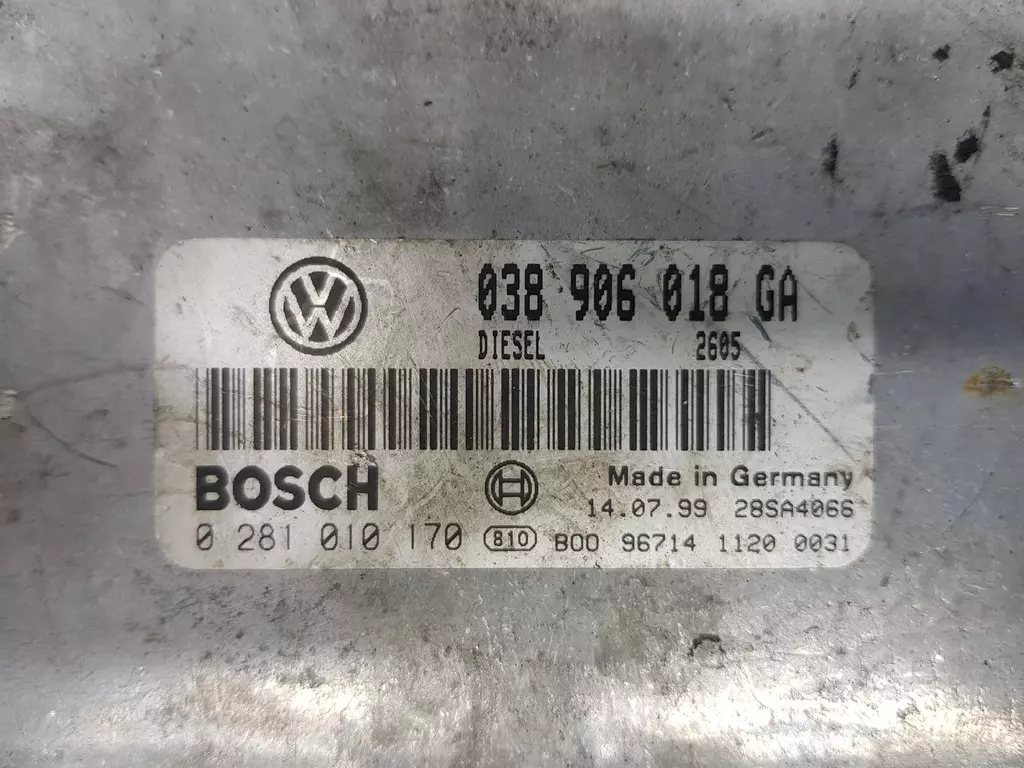 038 906 018 GA
DIESEL 2605
BOSCH
Made in Germany
14.07.99 28SA4066
0 281 010 170 810 B00 96714 1120 0031